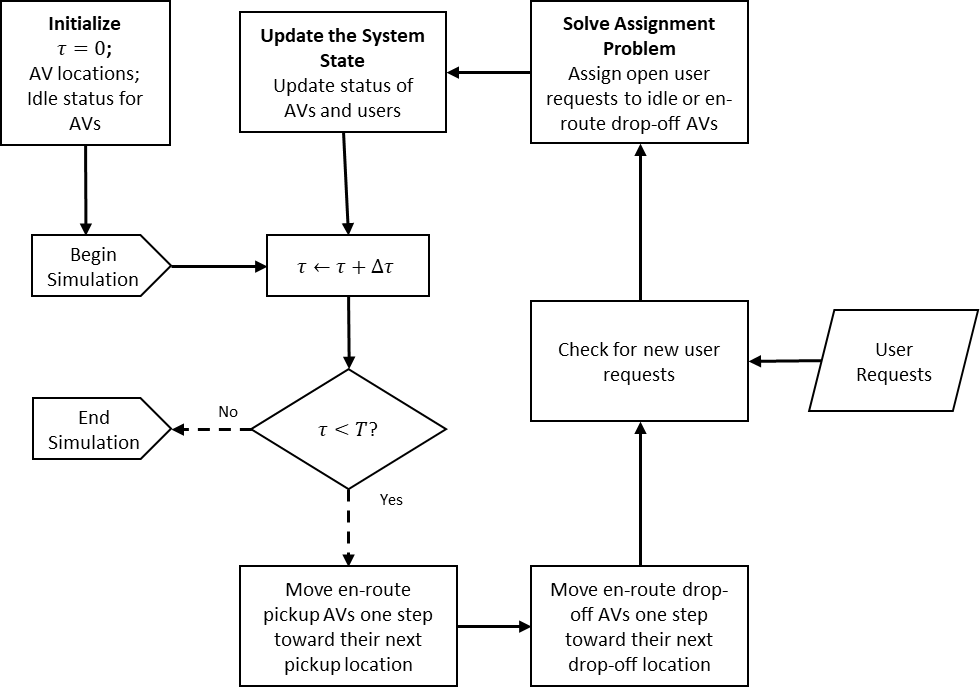 Initialize
τ = 0;
AV locations;
Idle status for
AVs
Update the System
State
Update status of
AVs and users
Solve Assignment
Problem
Assign open user
requests to idle or en-
route drop-off AVs
Begin
Simulation
τ ← τ + Δτ
Check for new user
requests
User
Requests
End
Simulation
No
τ < T?
Yes
Move en-route
pickup AVs one step
toward their next
pickup location
Move en-route drop-
off AVs one step
toward their next
drop-off location